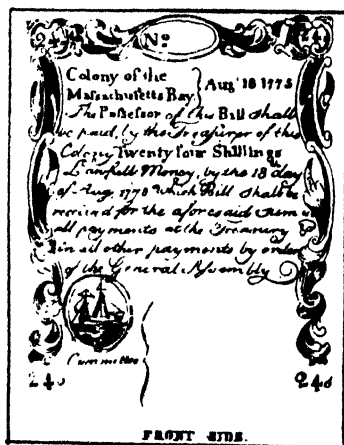 No
24
Colony of the
Massachusetts Bay } Augt 18 1775
The Possessor of this Bill shall
be paid, by the Treasurer of this
Colony Twenty four Shillings
Lawfull Money, by the 18 day
of Aug. 1778 which Bill shall be
received for the aforesaid sum in
all payments at the Treasury &
in all other payments by order
of the General Assembly
Committee
24s 24s
FRONT SIDE.